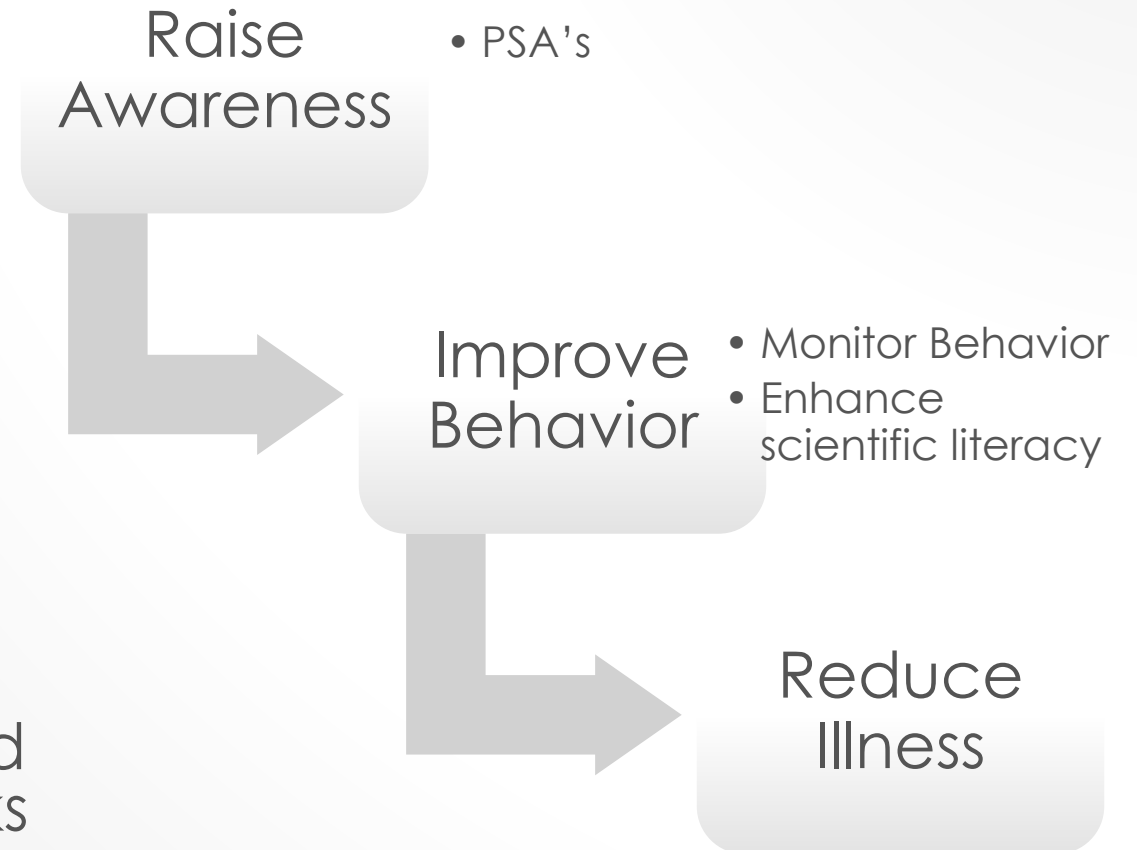 Raise
Awareness
• PSA's
Improve
Behavior
• Monitor Behavior
• Enhance
scientific literacy
Reduce
Illness